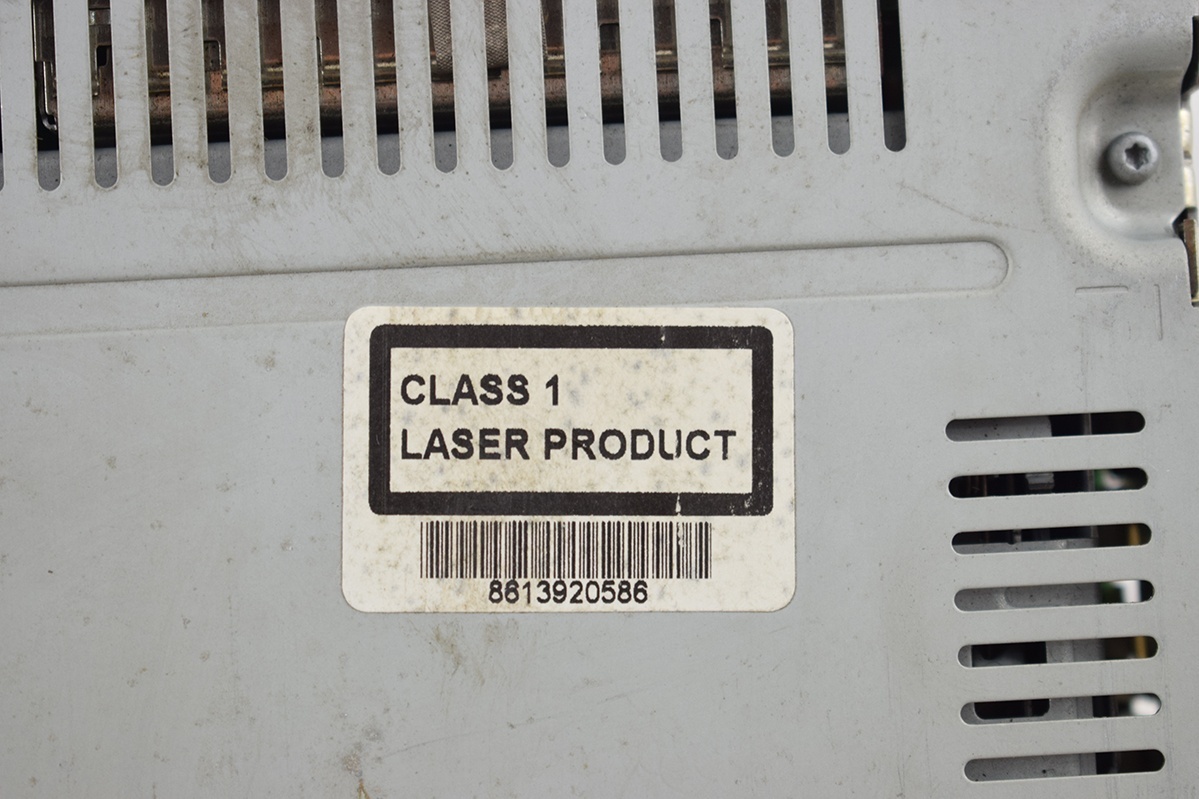 CLASS 1
LASER PRODUCT
8613920586